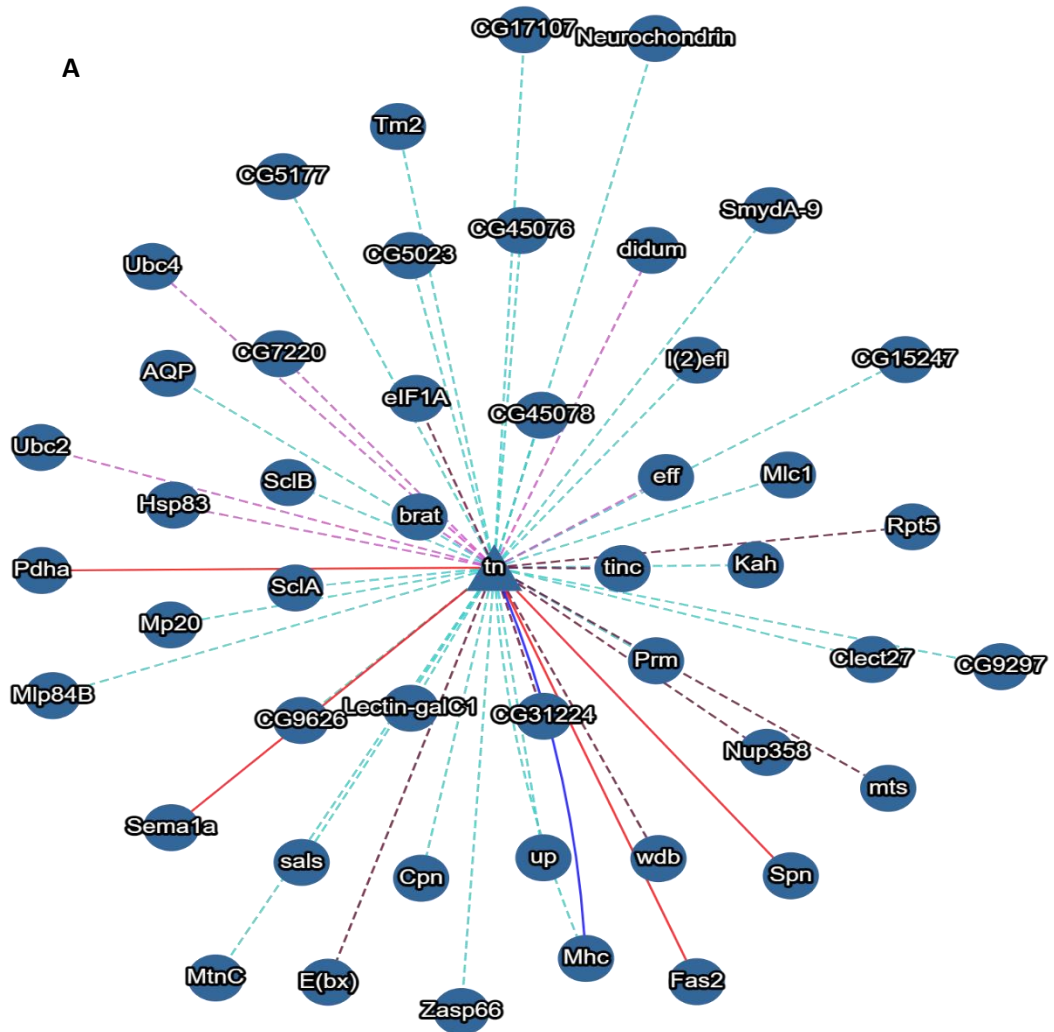 CG17107
Neurochondrin
A
Tm2
CG5177
SmydA-9
CG45076
CG5023
didum
Ubc4
CG7220
l(2)efl
CG15247
AQP
eIF1A
CG45078
Ubc2
SclB
eff
Mlc1
Hsp83
brat
Rpt5
Pdha
tn
tinc
Kah
SclA
Mp20
Prm
Clect27
CG9297
Mlp84B
CG9626
Lectin-galC1
CG31224
Nup358
mts
Sema1a
sals
Cpn
up
wdb
Spn
MtnC
E(bx)
Zasp66
Mhc
Fas2